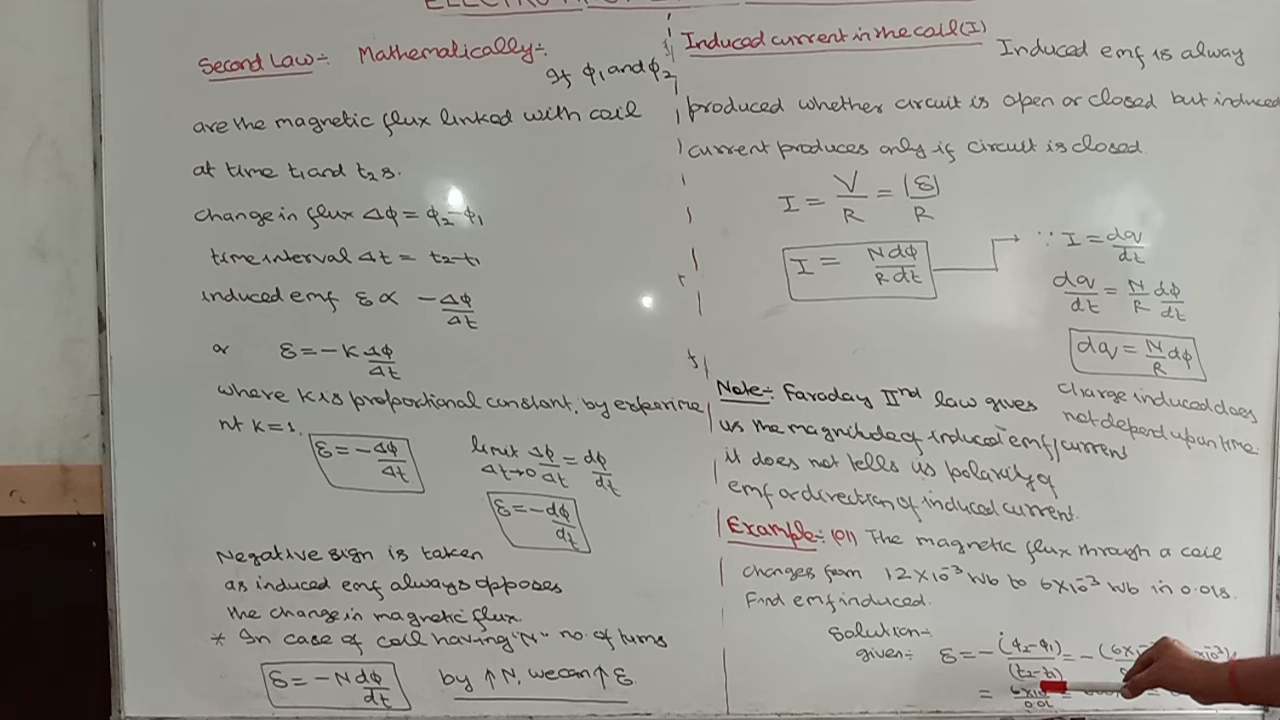 Second Law:- Mathematically:-
If φ₁ and φ₂
are the magnetic flux linked with coil
at time t₁ and t₂ s.
change in flux Δφ = φ₂-φ₁
time interval Δt = t₂-t₁
induced emf ε ∝ -Δφ/Δt
or ε = -K Δφ/Δt
where K is proportional constant, by experime
nt K=1.
ε = -Δφ/Δt
limit Δt→0 Δφ/Δt = dφ/dt
ε = -dφ/dt
Negative sign is taken
as induced emf always opposes
the change in magnetic flux.
* In case of coil having "N" no. of turns
ε = -N dφ/dt by ↑N, we can ↑ ε.
Induced current in the coil (I)
Induced emf is alway
produced whether circuit is open or closed but induced
current produces only if circuit is closed.
I = V/R = |ε|/R
I = N dφ/R dt
∵ I = dq/dt
dq/dt = N/R dφ/dt
dq = N/R dφ
charge induced does
not depend upon time.
Note:- Faraday IInd law gives
us the magnitude of induced emf/current
it does not tells us polarity of
emf or direction of induced current.
Example:- (01) The magnetic flux through a coil
changes from 12×10⁻³ Wb to 6×10⁻³ Wb in 0.01s.
Find emf induced.
Solution:-
given:- ε = -(φ₂-φ₁)/(t₂-t₁) = -(6×
= 6×10/0.01 =